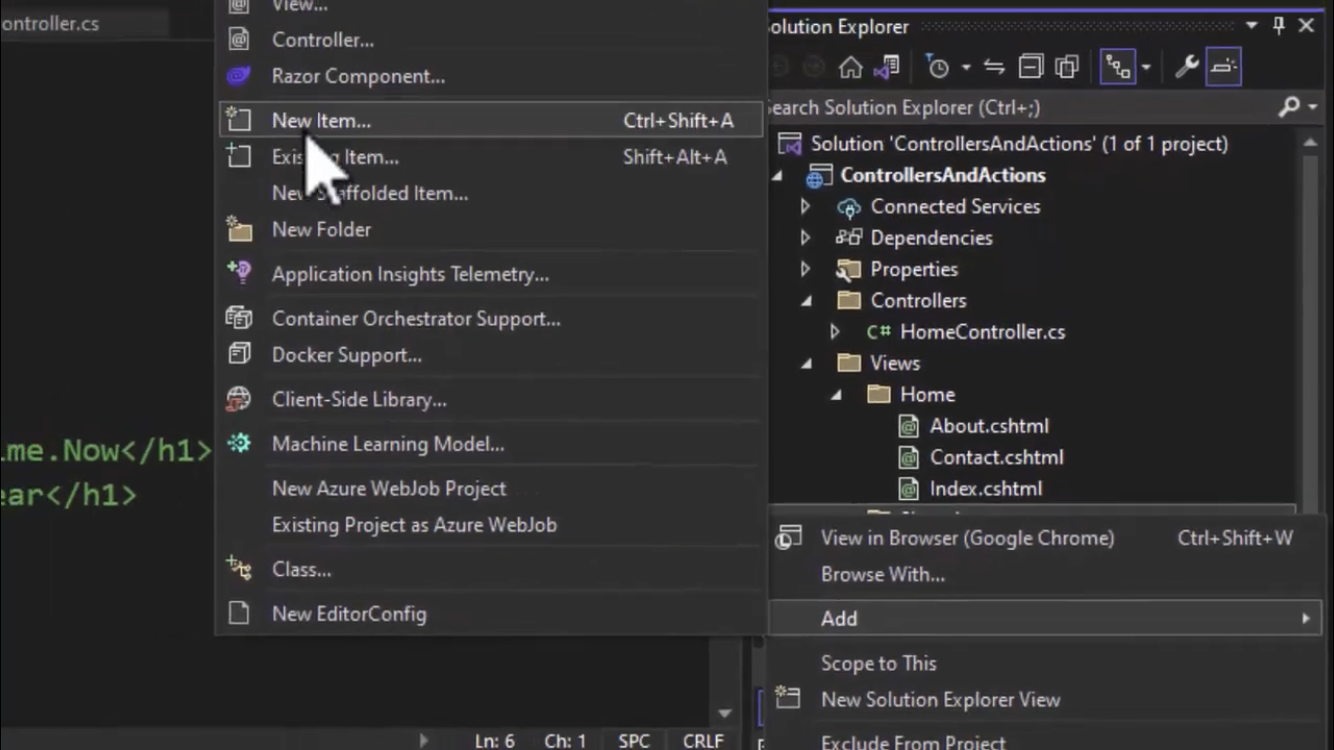 ontroller.cs
View...
Controller...
Razor Component...
New Item... Ctrl+Shift+A
Item... Shift+Alt+A
New Scaffolded Item...
New Folder
Application Insights Telemetry...
Container Orchestrator Support...
Docker Support...
Client-Side Library...
Machine Learning Model...
New Azure WebJob Project
Existing Project as Azure WebJob
Class...
New EditorConfig
me.Now</h1>
ear</h1>
Ln: 6 Ch: 1 SPC CRLF
olution Explorer
earch Solution Explorer (Ctrl+;)
Solution 'ControllersAndActions' (1 of 1 project)
ControllersAndActions
Connected Services
Dependencies
Properties
Controllers
C# HomeController.cs
Views
Home
About.cshtml
Contact.cshtml
Index.cshtml
View in Browser (Google Chrome) Ctrl+Shift+W
Browse With...
Add
Scope to This
New Solution Explorer View
Exclude From Project